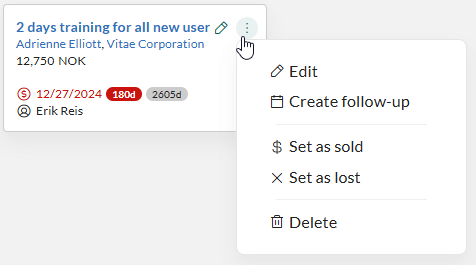 2 days training for all new user
Adrienne Elliott, Vitae Corporation
12,750 NOK
12/27/2024 180d 2605d
Erik Reis
Edit
Create follow-up
$ Set as sold
Set as lost
Delete